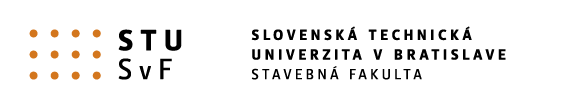 STU
SvF
SLOVENSKÁ TECHNICKÁ
UNIVERZITA V BRATISLAVE
STAVEBNÁ FAKULTA